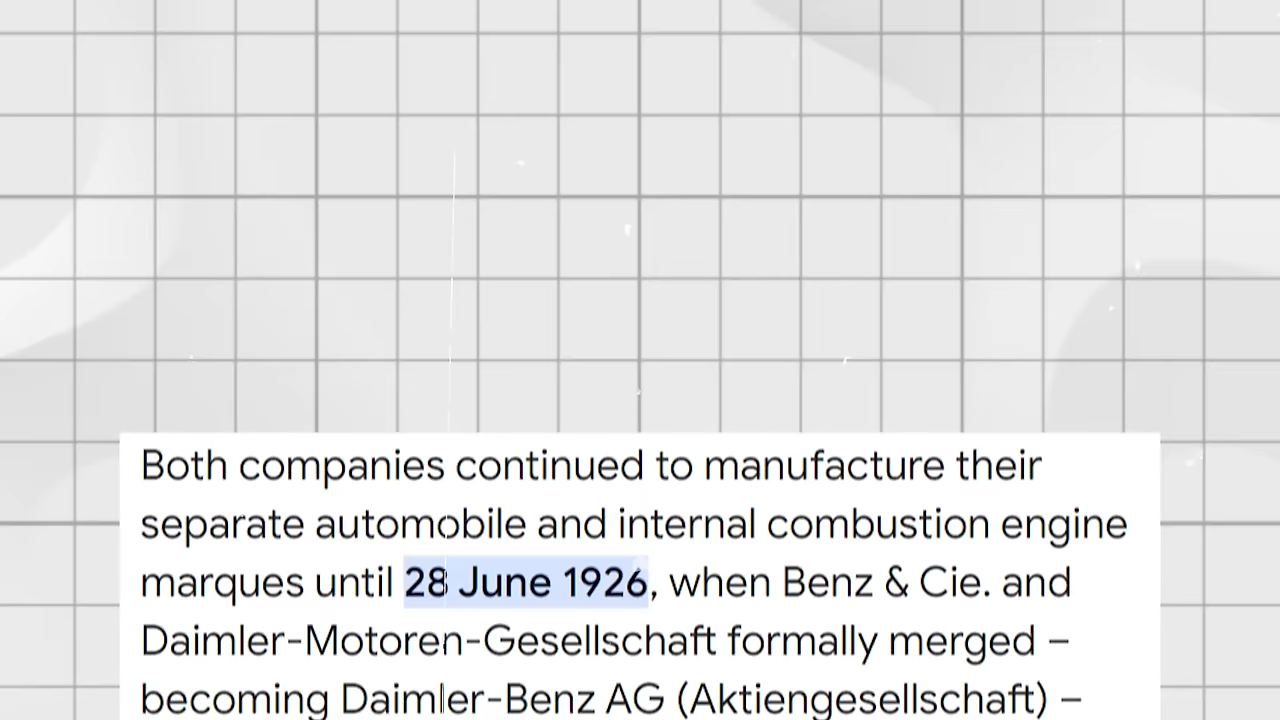 Both companies continued to manufacture their
separate automobile and internal combustion engine
marques until 28 June 1926, when Benz & Cie. and
Daimler-Motoren-Gesellschaft formally merged –
becoming Daimler-Benz AG (Aktiengesellschaft) –